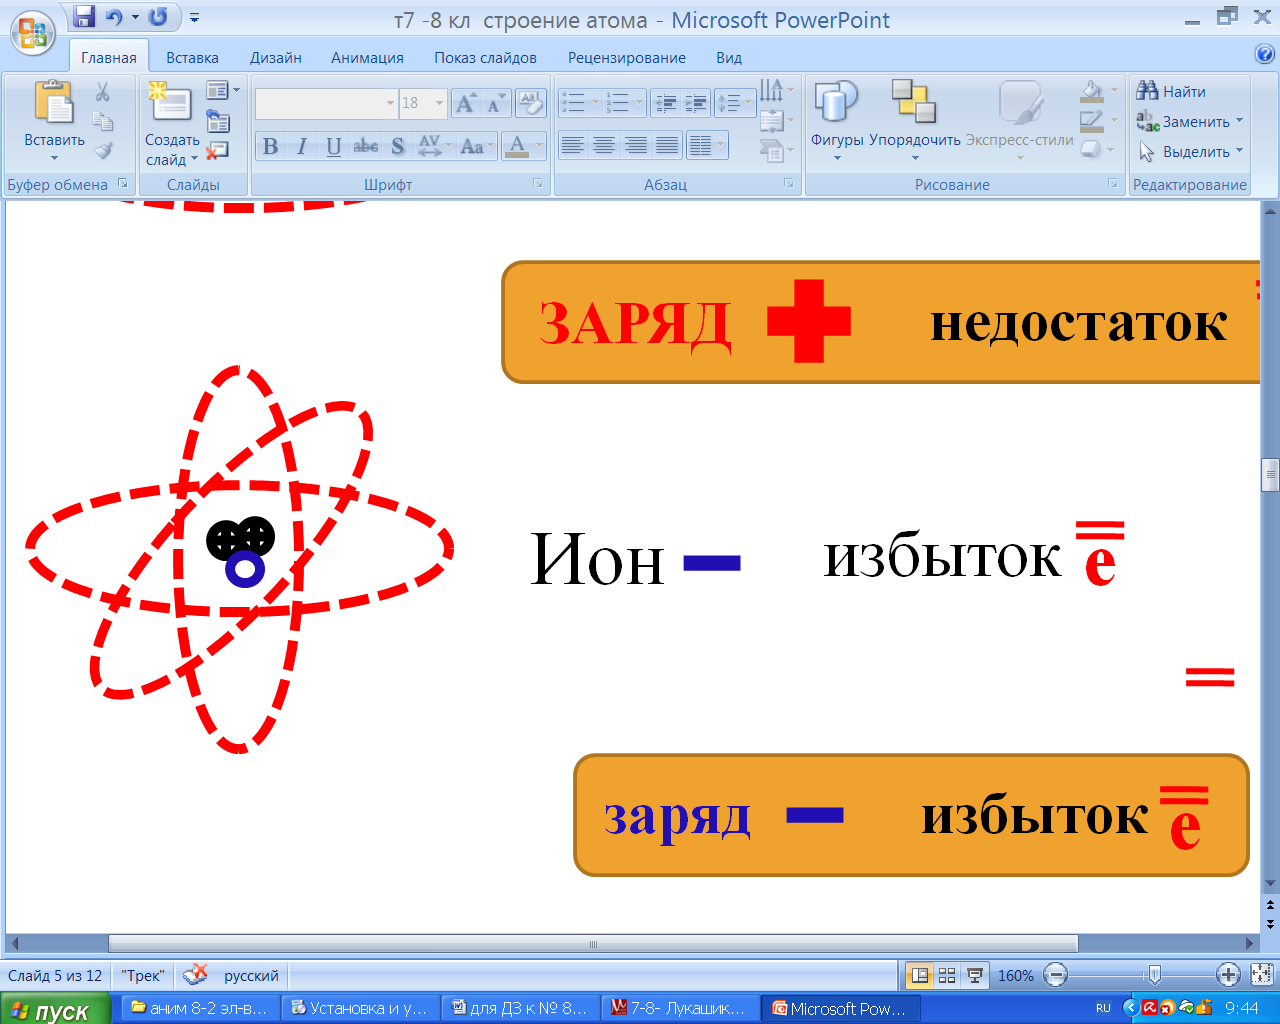 т7 -8 кл  строение атома - Microsoft PowerPoint
Главная Вставка Дизайн Анимация Показ слайдов Рецензирование Вид
Вставить
Создать слайд
18
Ж К Ч
Фигуры Упорядочить Экспресс-стили
Найти
Заменить
Выделить
Буфер обмена Слайды Шрифт Абзац Рисование Редактирование
ЗАРЯД + недостаток
Ион - избыток е
заряд - избыток е
Слайд 5 из 12 "Трек" русский 160%
пуск аним 8-2 эл-в... Установка и у... для ДЗ к № 8... 7-8- Лукашик... Microsoft Pow... RU 9:44